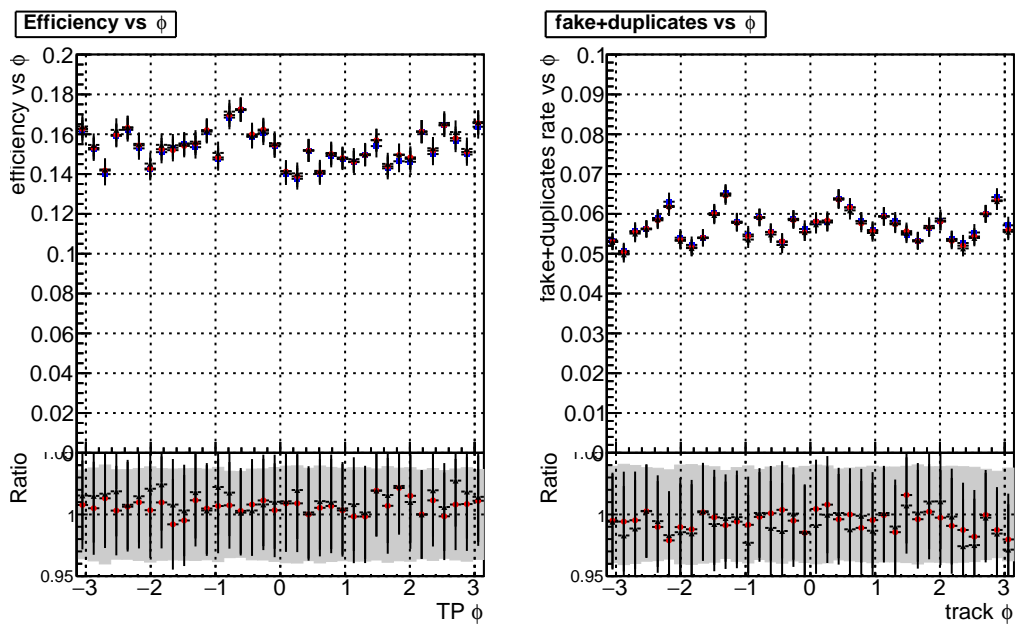 Efficiency vs ϕ
efficiency vs ϕ
0.2
0.18
0.16
0.14
0.12
0.1
0.08
0.06
0.04
0.02
0
Ratio
1
0.95
−3 −2 −1 0 1 2 3
TP ϕ
fake+duplicates vs ϕ
fake+duplicates rate vs ϕ
0.1
0.09
0.08
0.07
0.06
0.05
0.04
0.03
0.02
0.01
0
Ratio
1
0.95
−3 −2 −1 0 1 2 3
track ϕ